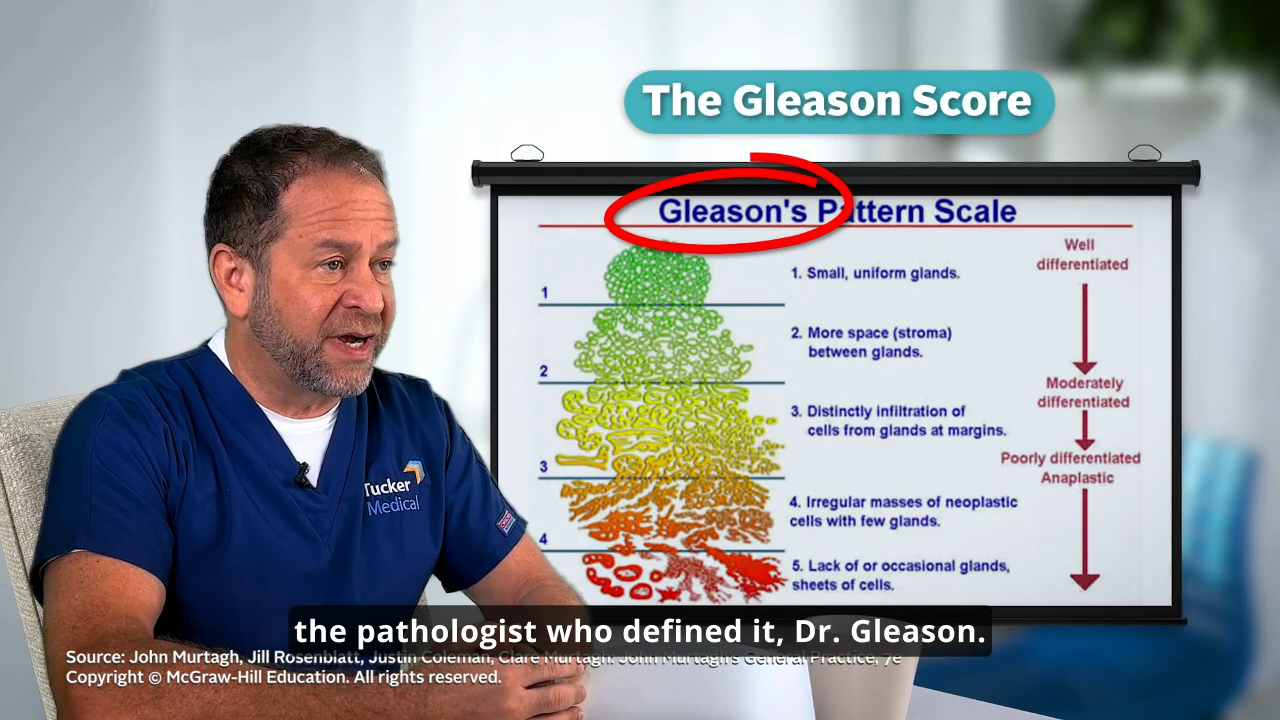 The Gleason Score
Gleason's Pattern Scale
1
2
3
4
1. Small, uniform glands.
2. More space (stroma)
between glands.
3. Distinctly infiltration of
cells from glands at margins.
4. Irregular masses of neoplastic
cells with few glands.
5. Lack of or occasional glands,
sheets of cells.
Well
differentiated
Moderately
differentiated
Poorly differentiated
Anaplastic
Tucker
Medical
the pathologist who defined it, Dr. Gleason.
Source: John Murtagh, Jill Rosenblatt, Justin Coleman, Clare Murtagh: John Murtagh's General Practice, 7e
Copyright © McGraw-Hill Education. All rights reserved.